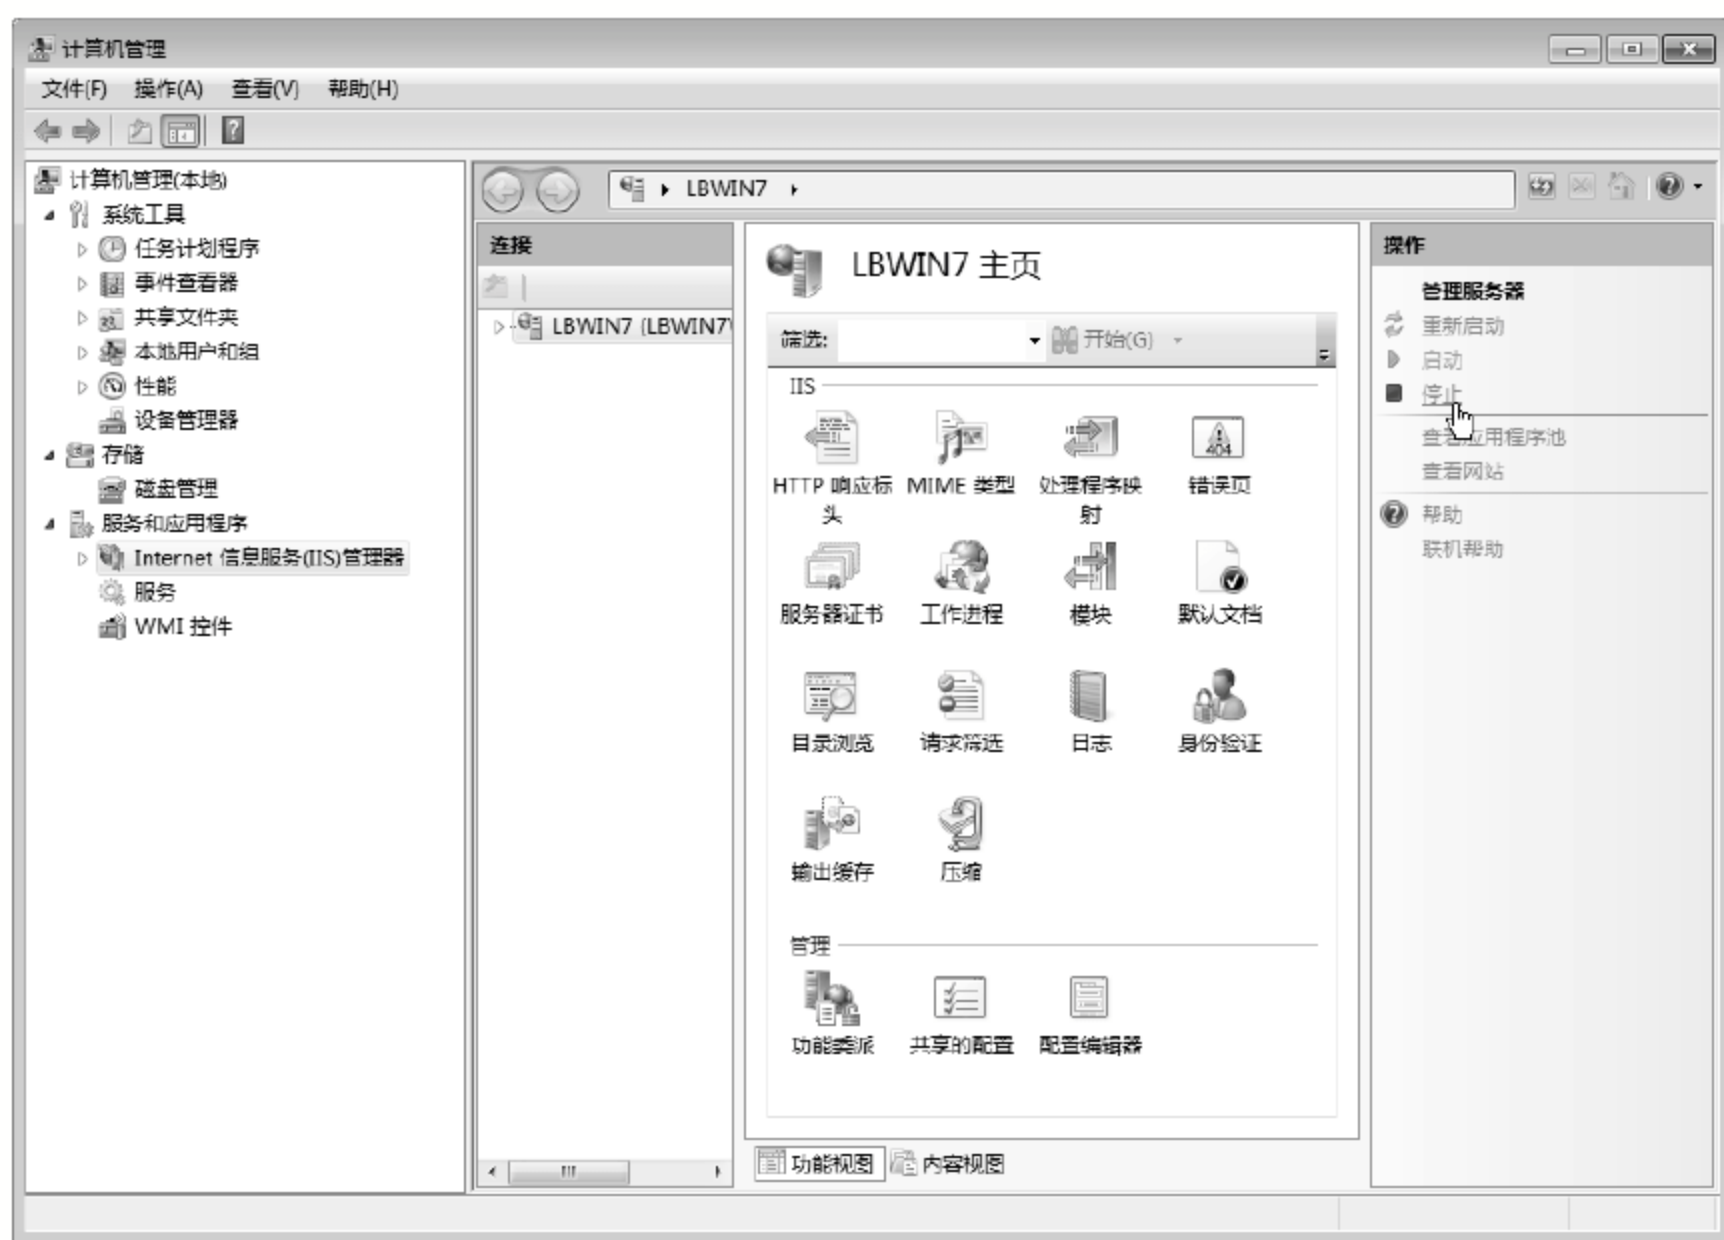 计算机管理
文件(F) 操作(A) 查看(V) 帮助(H)
计算机管理(本地)
系统工具
任务计划程序
事件查看器
共享文件夹
本地用户和组
性能
设备管理器
存储
磁盘管理
服务和应用程序
Internet 信息服务(IIS)管理器
服务
WMI 控件
LBWIN7
连接
LBWIN7 (LBWIN7\
LBWIN7 主页
筛选: 开始(G)
IIS
HTTP 响应标头
MIME 类型
处理程序映射
错误页
404
服务器证书
工作进程
模块
默认文档
目录浏览
请求筛选
日志
身份验证
输出缓存
压缩
管理
功能委派
共享的配置
配置编辑器
功能视图 内容视图
操作
管理服务器
重新启动
启动
停止
查看应用程序池
查看网站
帮助
联机帮助